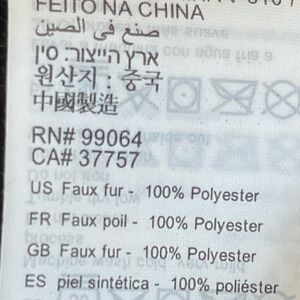 FEITO NA CHINA
صنع في الصين
ארץ הייצור: סין
원산지 : 중국
中國製造
RN# 99064
CA# 37757
US Faux fur - 100% Polyester
FR Faux poil - 100% Polyester
GB Faux fur - 100% Polyester
ES piel sintética - 100% poliéster